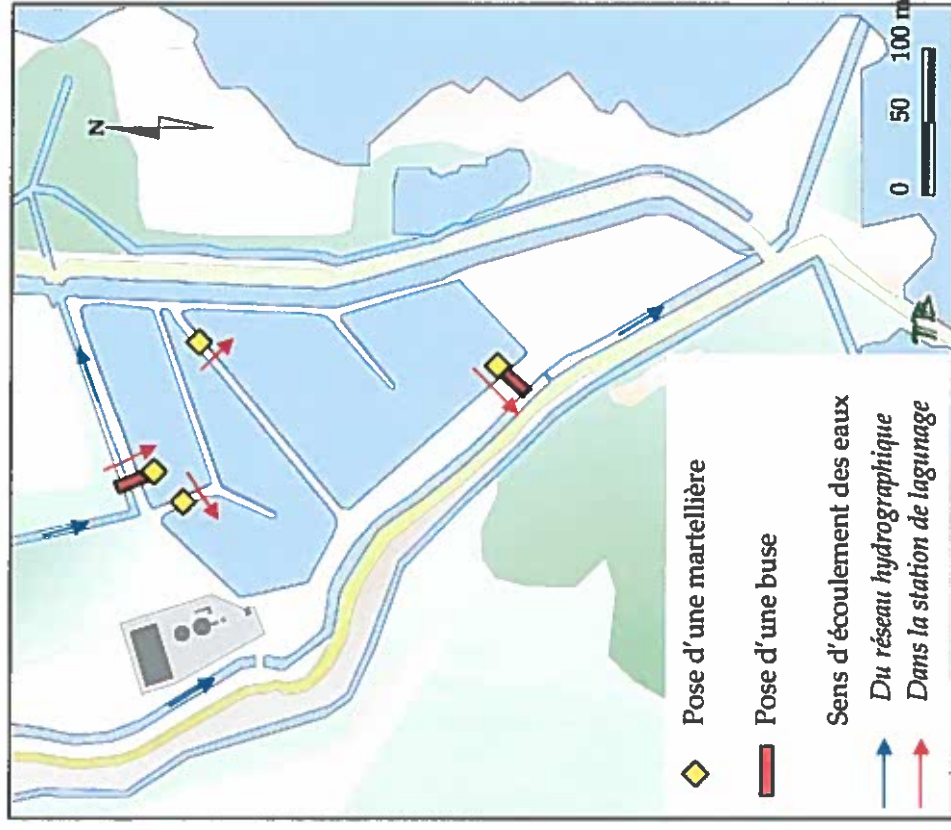 N
0 50 100 m
TB
Pose d'une martellière
Pose d'une buse
Sens d'écoulement des eaux
Du réseau hydrographique
Dans la station de lagunage